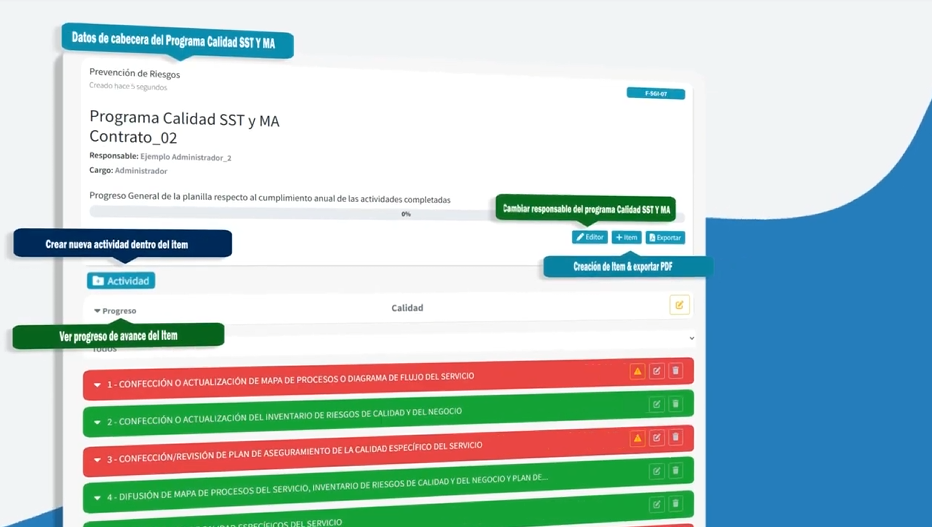 Datos de cabecera del Programa Calidad SST Y MA
Prevención de Riesgos
Creado hace 5 segundos
F-SGI-07
Programa Calidad SST y MA
Contrato_02
Responsable: Ejemplo Administrador_2
Cargo: Administrador
Progreso General de la planilla respecto al cumplimiento anual de las actividades completadas
0%
Cambiar responsable del programa Calidad SST Y MA
Editor
+ Item
Exportar
Crear nueva actividad dentro del item
Creación de Item & exportar PDF
Actividad
Progreso
Calidad
Ver progreso de avance del Item
Todos
1 - CONFECCIÓN O ACTUALIZACIÓN DE MAPA DE PROCESOS O DIAGRAMA DE FLUJO DEL SERVICIO
2 - CONFECCIÓN O ACTUALIZACIÓN DEL INVENTARIO DE RIESGOS DE CALIDAD Y DEL NEGOCIO
3 - CONFECCIÓN/REVISIÓN DE PLAN DE ASEGURAMIENTO DE LA CALIDAD ESPECÍFICO DEL SERVICIO
4 - DIFUSIÓN DE MAPA DE PROCESOS DEL SERVICIO, INVENTARIO DE RIESGOS DE CALIDAD Y DEL NEGOCIO Y PLAN DE...
ESPECÍFICOS DEL SERVICIO